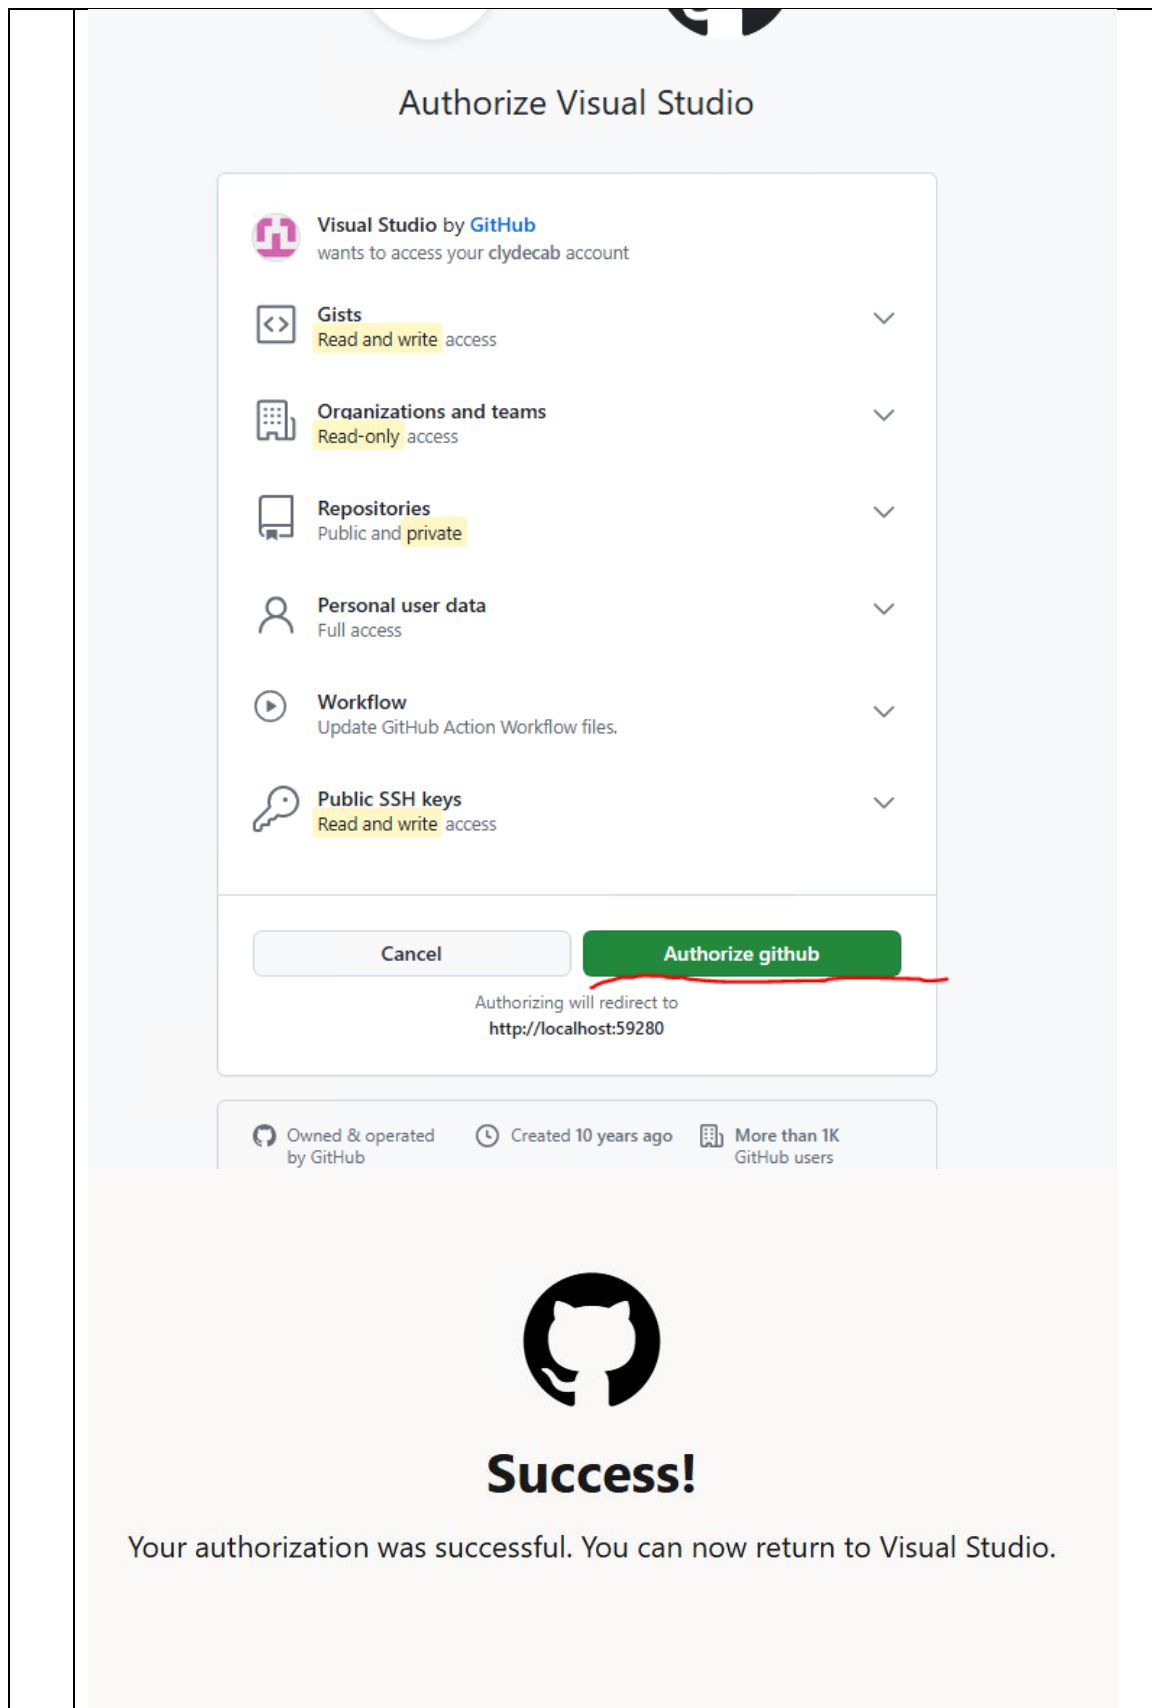 Authorize Visual Studio
Visual Studio by GitHub
wants to access your clydecab account
Gists
Read and write access
Organizations and teams
Read-only access
Repositories
Public and private
Personal user data
Full access
Workflow
Update GitHub Action Workflow files.
Public SSH keys
Read and write access
Cancel
Authorize github
Authorizing will redirect to
http://localhost:59280
Owned & operated
by GitHub
Created 10 years ago
More than 1K
GitHub users
Success!
Your authorization was successful. You can now return to Visual Studio.